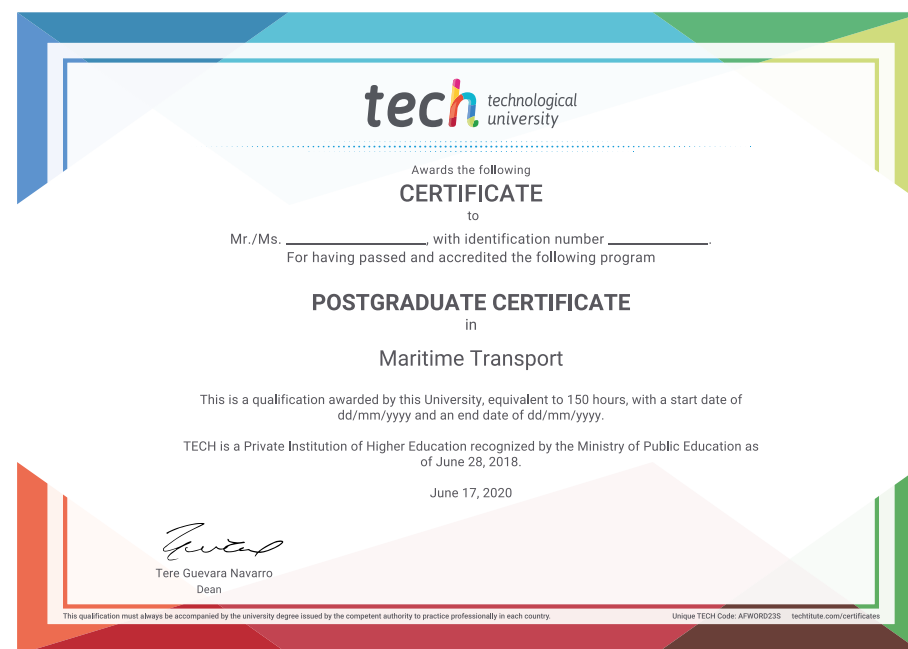 tech technological
university
Awards the following
CERTIFICATE
to
Mr./Ms. ____________________, with identification number ______________.
For having passed and accredited the following program
POSTGRADUATE CERTIFICATE
in
Maritime Transport
This is a qualification awarded by this University, equivalent to 150 hours, with a start date of
dd/mm/yyyy and an end date of dd/mm/yyyy.
TECH is a Private Institution of Higher Education recognized by the Ministry of Public Education as
of June 28, 2018.
June 17, 2020
Tere Guevara Navarro
Dean
This qualification must always be accompanied by the university degree issued by the competent authority to practice professionally in each country. Unique TECH Code: AFWORD23S techtitute.com/certificates